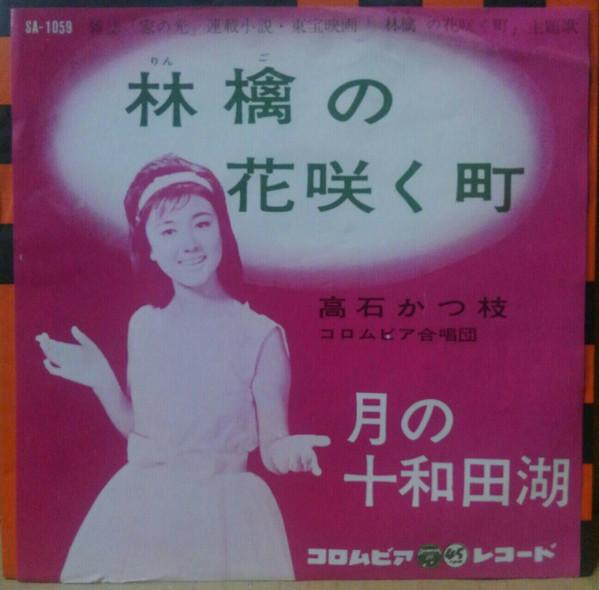 SA-1059 雑誌「家の光」連載小説・東宝映画「林檎の花咲く町」主題歌
りんご
林檎の
花咲く町
高石かつ枝
コロムビア合唱団
月の
十和田湖
コロムビア 45 レコード